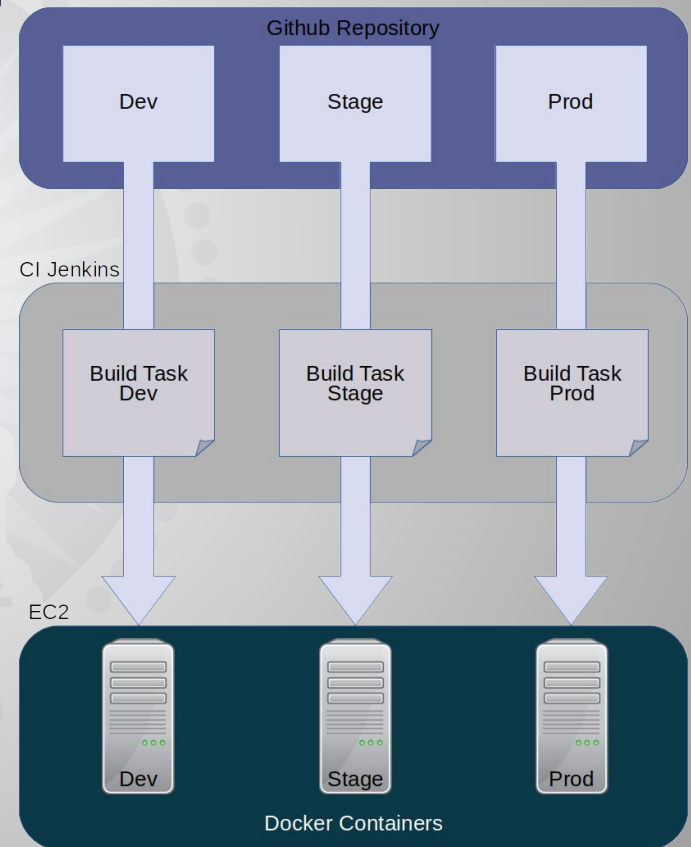 Github Repository
Dev
Stage
Prod
CI Jenkins
Build Task
Dev
Build Task
Stage
Build Task
Prod
EC2
Dev
Stage
Prod
Docker Containers